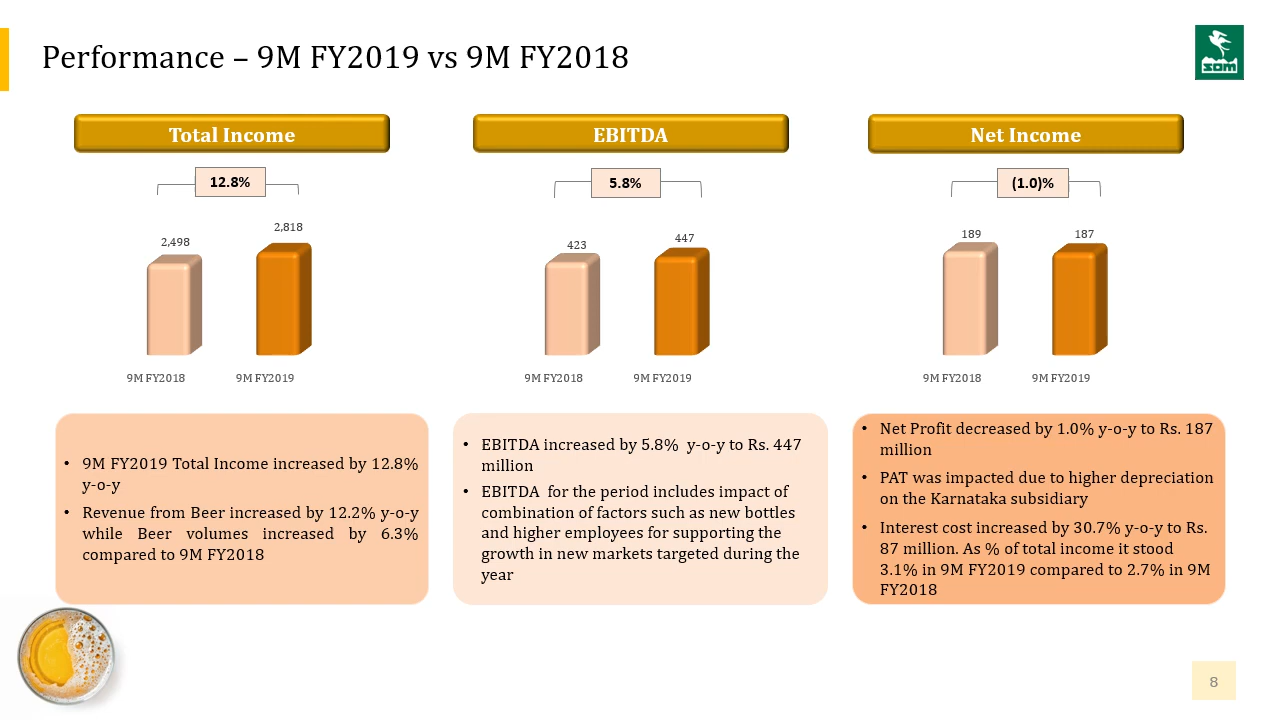 Performance – 9M FY2019 vs 9M FY2018
som
Total Income
12.8%
2,498
2,818
9M FY2018
9M FY2019
EBITDA
5.8%
423
447
9M FY2018
9M FY2019
Net Income
(1.0)%
189
187
9M FY2018
9M FY2019
• 9M FY2019 Total Income increased by 12.8%
y-o-y
• Revenue from Beer increased by 12.2% y-o-y
while Beer volumes increased by 6.3%
compared to 9M FY2018
• EBITDA increased by 5.8% y-o-y to Rs. 447
million
• EBITDA for the period includes impact of
combination of factors such as new bottles
and higher employees for supporting the
growth in new markets targeted during the
year
• Net Profit decreased by 1.0% y-o-y to Rs. 187
million
• PAT was impacted due to higher depreciation
on the Karnataka subsidiary
• Interest cost increased by 30.7% y-o-y to Rs.
87 million. As % of total income it stood
3.1% in 9M FY2019 compared to 2.7% in 9M
FY2018
8